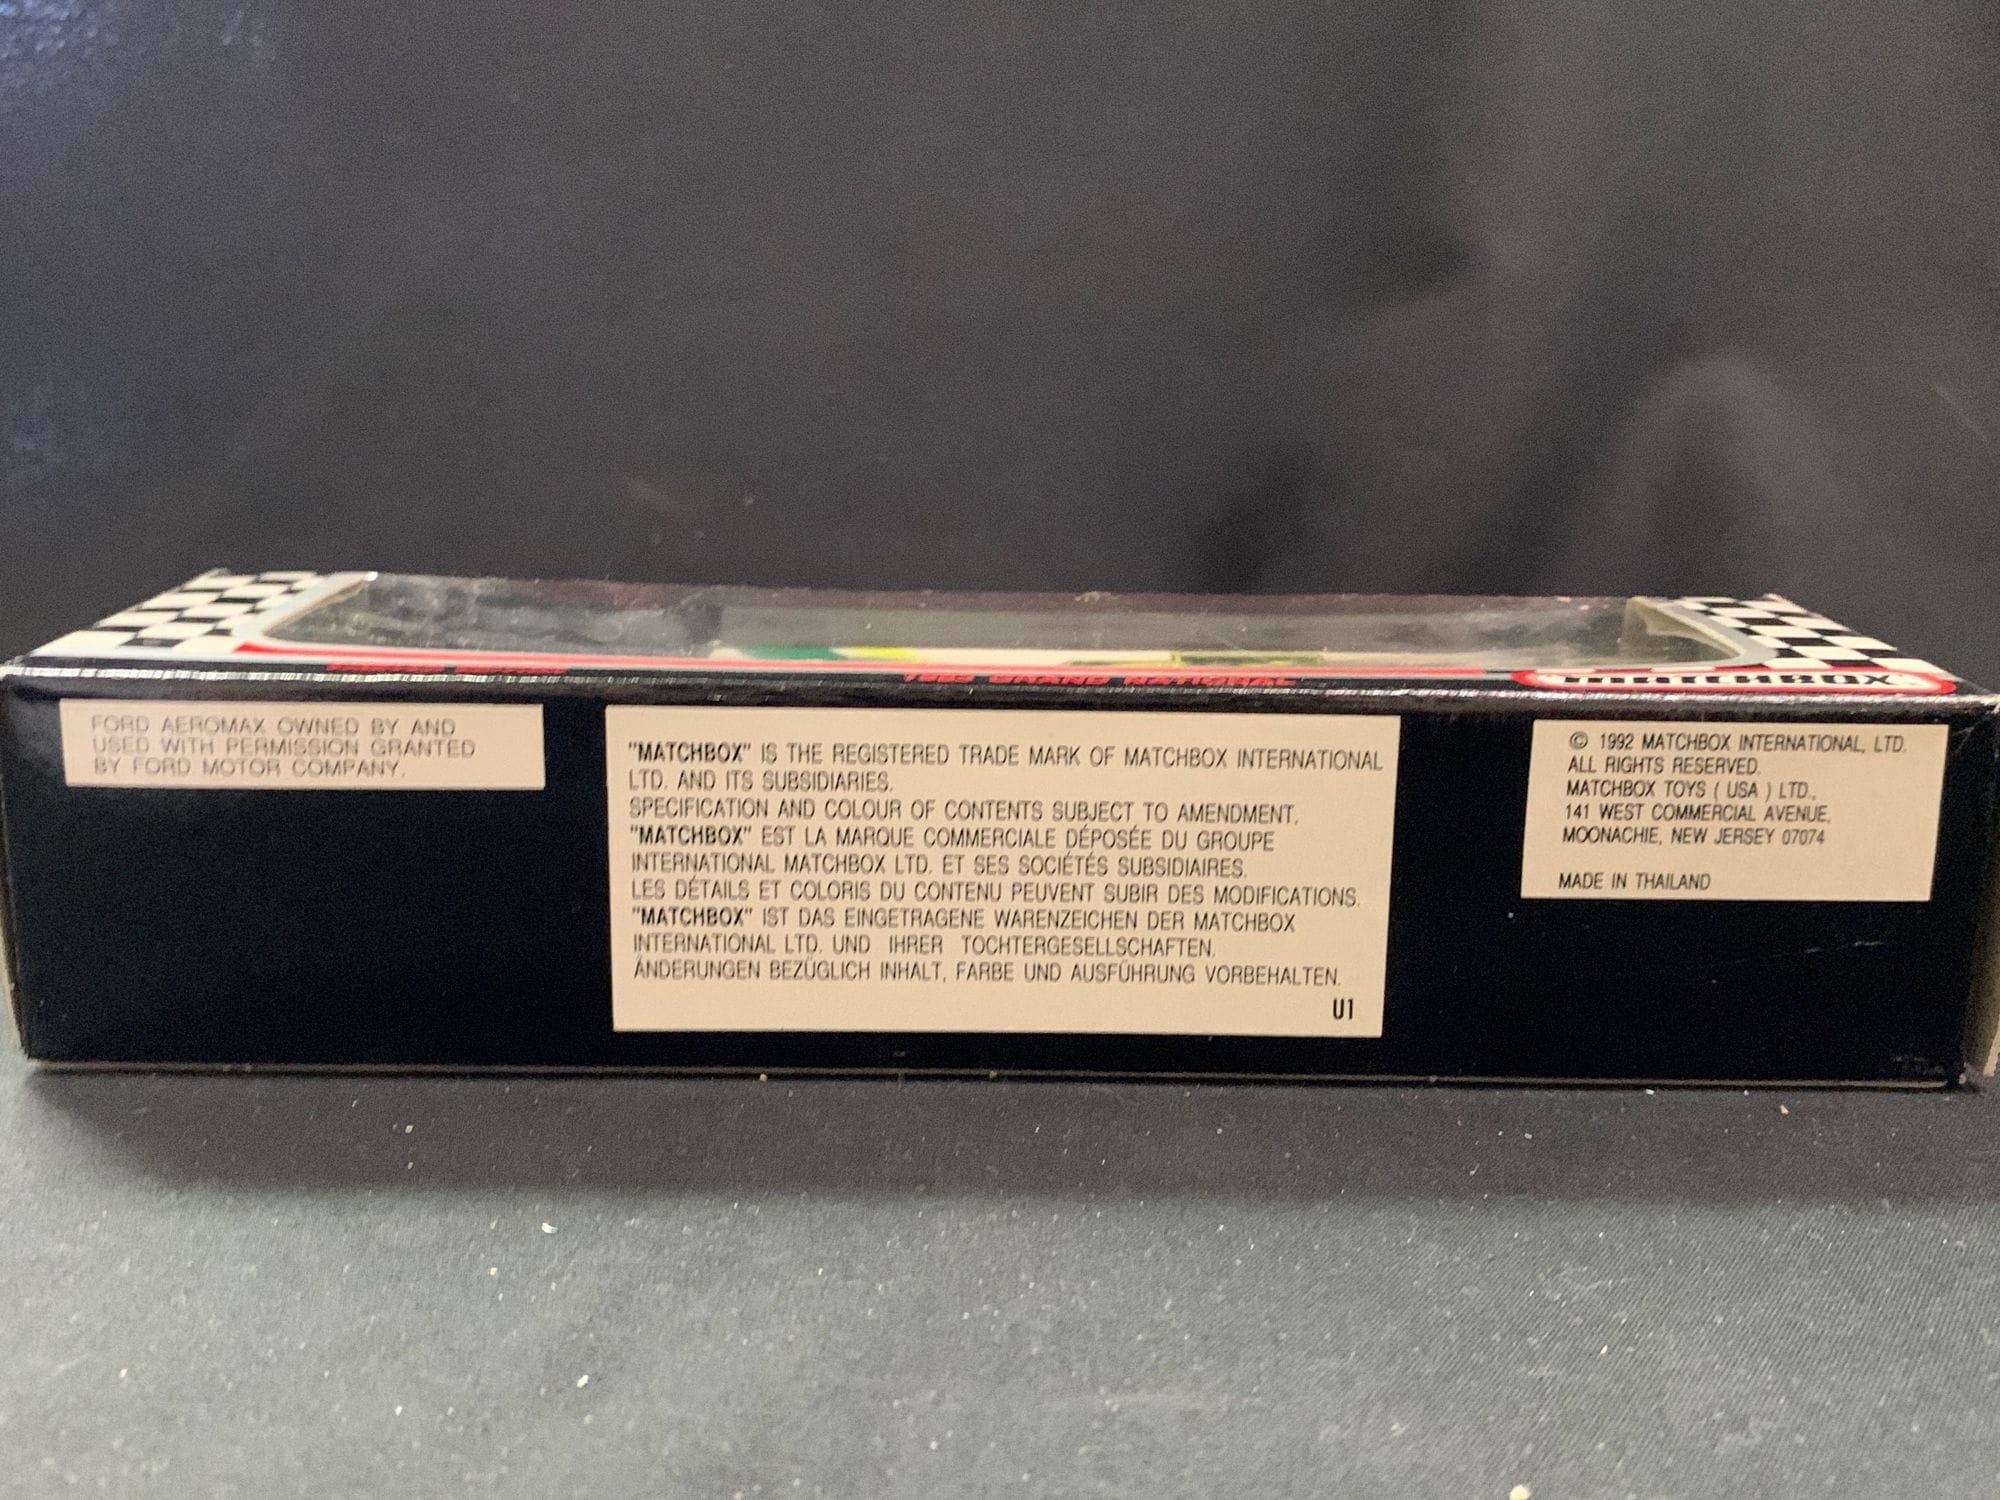 GRAND NATIONAL
MATCHBOX
FORD AEROMAX OWNED BY AND
USED WITH PERMISSION GRANTED
BY FORD MOTOR COMPANY.
"MATCHBOX" IS THE REGISTERED TRADE MARK OF MATCHBOX INTERNATIONAL
LTD. AND ITS SUBSIDIARIES.
SPECIFICATION AND COLOUR OF CONTENTS SUBJECT TO AMENDMENT.
"MATCHBOX" EST LA MARQUE COMMERCIALE DÉPOSÉE DU GROUPE
INTERNATIONAL MATCHBOX LTD. ET SES SOCIÉTÉS SUBSIDIAIRES.
LES DÉTAILS ET COLORIS DU CONTENU PEUVENT SUBIR DES MODIFICATIONS.
"MATCHBOX" IST DAS EINGETRAGENE WARENZEICHEN DER MATCHBOX
INTERNATIONAL LTD. UND IHRER TOCHTERGESELLSCHAFTEN.
ÄNDERUNGEN BEZÜGLICH INHALT, FARBE UND AUSFÜHRUNG VORBEHALTEN.
U1
© 1992 MATCHBOX INTERNATIONAL, LTD.
ALL RIGHTS RESERVED.
MATCHBOX TOYS ( USA ) LTD.,
141 WEST COMMERCIAL AVENUE,
MOONACHIE, NEW JERSEY 07074
MADE IN THAILAND